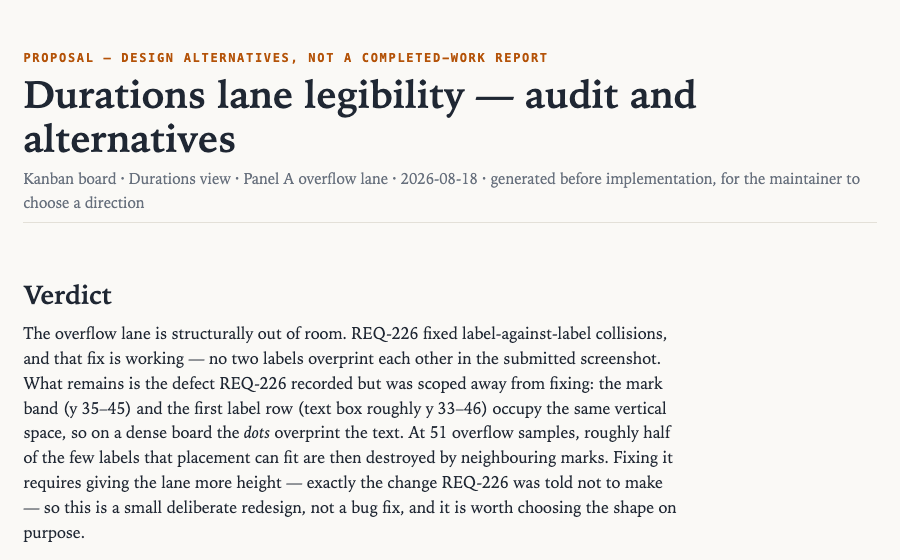 PROPOSAL — DESIGN ALTERNATIVES, NOT A COMPLETED-WORK REPORT
Durations lane legibility — audit and
alternatives
Kanban board · Durations view · Panel A overflow lane · 2026-08-18 · generated before implementation, for the maintainer to
choose a direction
Verdict
The overflow lane is structurally out of room. REQ-226 fixed label-against-label collisions,
and that fix is working — no two labels overprint each other in the submitted screenshot.
What remains is the defect REQ-226 recorded but was scoped away from fixing: the mark
band (y 35–45) and the first label row (text box roughly y 33–46) occupy the same vertical
space, so on a dense board the dots overprint the text. At 51 overflow samples, roughly half
of the few labels that placement can fit are then destroyed by neighbouring marks. Fixing it
requires giving the lane more height — exactly the change REQ-226 was told not to make
— so this is a small deliberate redesign, not a bug fix, and it is worth choosing the shape on
purpose.